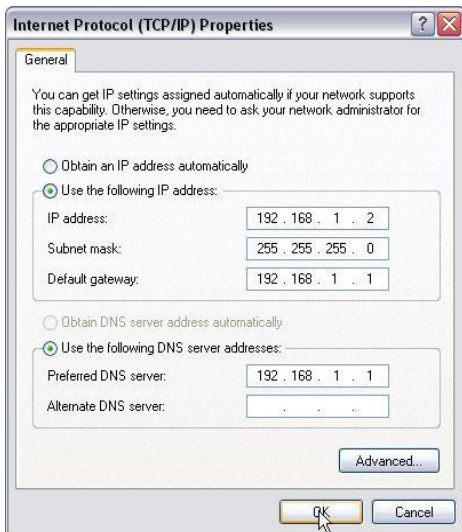 Internet Protocol (TCP/IP) Properties
General
You can get IP settings assigned automatically if your network supports
this capability. Otherwise, you need to ask your network administrator for
the appropriate IP settings.
Obtain an IP address automatically
Use the following IP address:
IP address: 192 . 168 . 1 . 2
Subnet mask: 255 . 255 . 255 . 0
Default gateway: 192 . 168 . 1 . 1
Obtain DNS server address automatically
Use the following DNS server addresses:
Preferred DNS server: 192 . 168 . 1 . 1
Alternate DNS server: . . .
Advanced...
OK Cancel